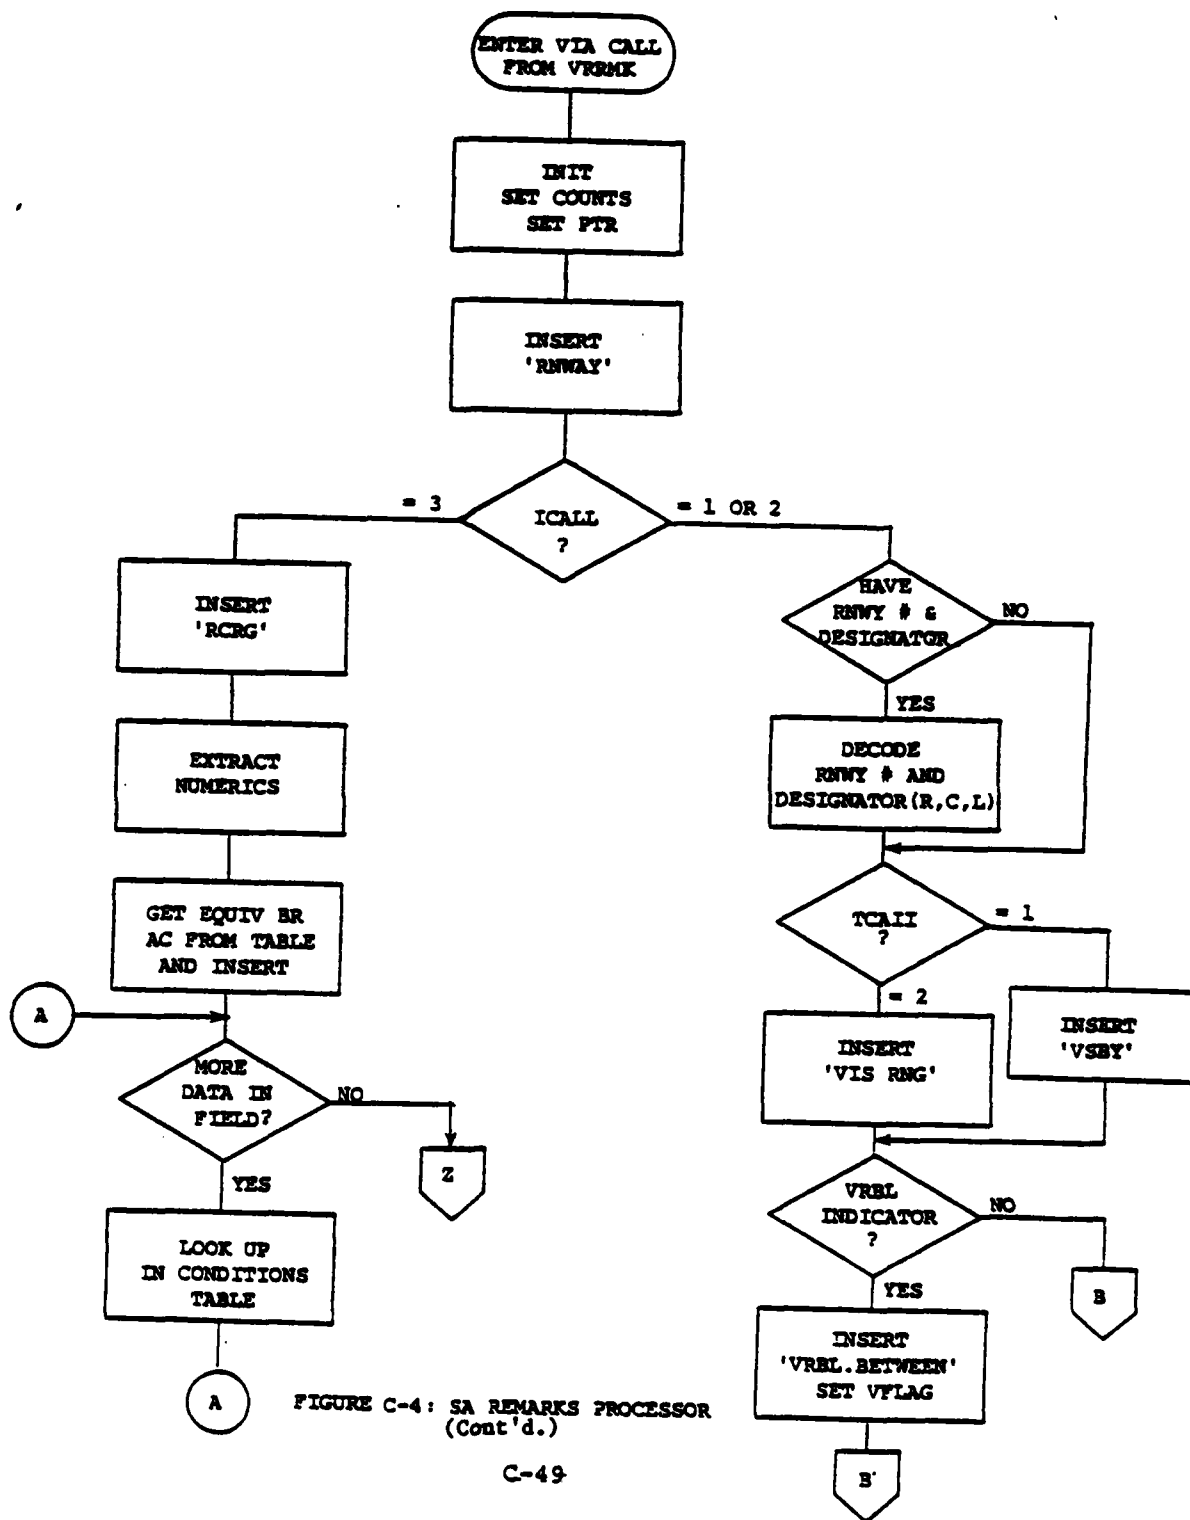 ENTER VIA CALL
FROM VRRMK
INIT
SET COUNTS
SET PTR
INSERT
'RNWAY'
= 3
ICALL
?
= 1 OR 2
INSERT
'RCRG'
HAVE
RNWY # &
DESIGNATOR
NO
YES
EXTRACT
NUMERICS
DECODE
RNWY # AND
DESIGNATOR(R,C,L)
GET EQUIV BR
AC FROM TABLE
AND INSERT
TCAII
?
= 1
= 2
A
INSERT
'VIS RNG'
INSERT
'VSBY'
MORE
DATA IN
FIELD?
NO
Z
YES
VRBL
INDICATOR
?
NO
B
YES
LOOK UP
IN CONDITIONS
TABLE
INSERT
'VRBL.BETWEEN'
SET VFLAG
A
B'
FIGURE C-4: SA REMARKS PROCESSOR
(Cont'd.)
C-49